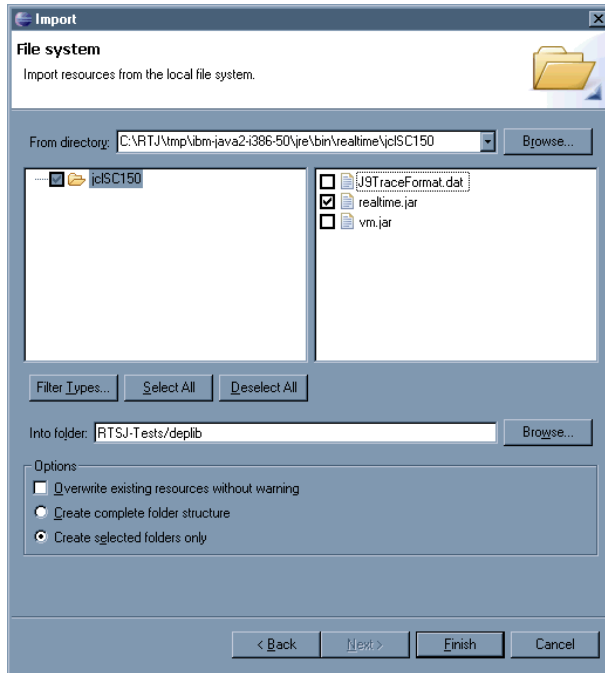 Import
File system
Import resources from the local file system.
From directory: C:\RTJ\tmp\ibm-java2-i386-50\jre\bin\realtime\jclSC150 Browse...
jclSC150
J9TraceFormat.dat
realtime.jar
vm.jar
Filter Types... Select All Deselect All
Into folder: RTSJ-Tests/deplib Browse...
Options
Overwrite existing resources without warning
Create complete folder structure
Create selected folders only
< Back Next > Finish Cancel